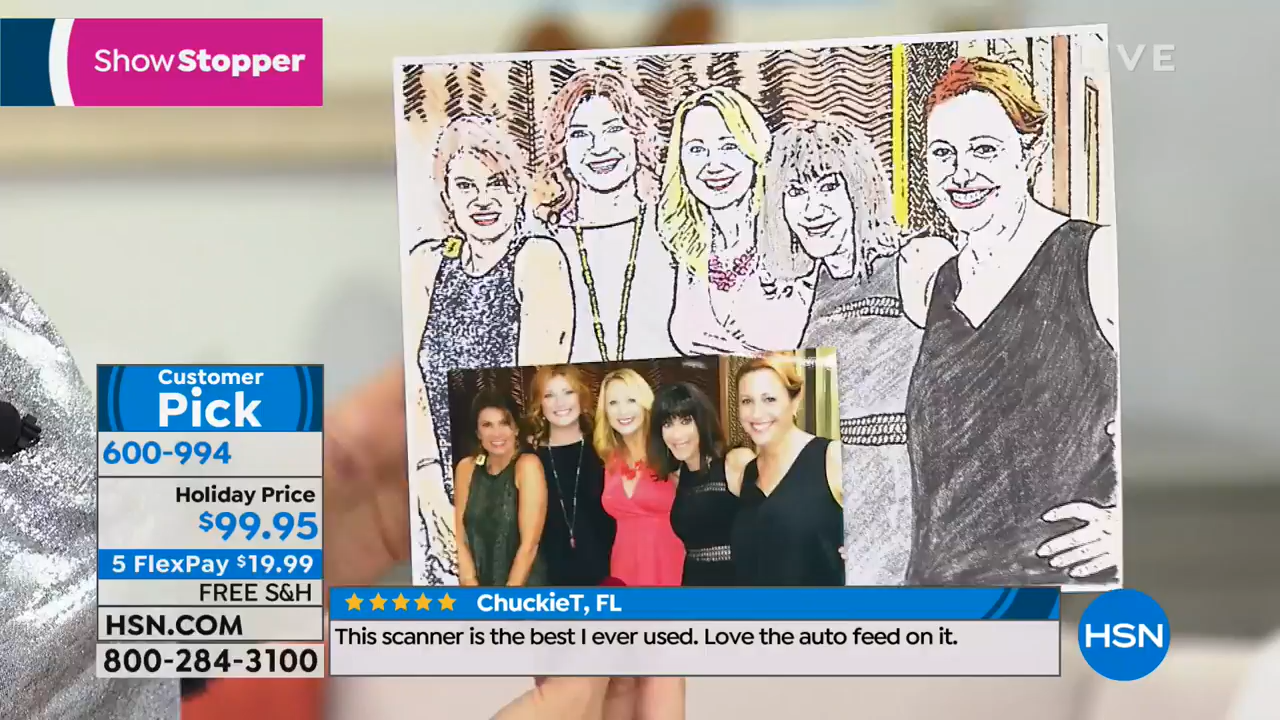 ShowStopper
LIVE
Customer
Pick
600-994
Holiday Price
$99.95
5 FlexPay $19.99
FREE S&H
HSN.COM
800-284-3100
ChuckieT, FL
This scanner is the best I ever used. Love the auto feed on it.
HSN